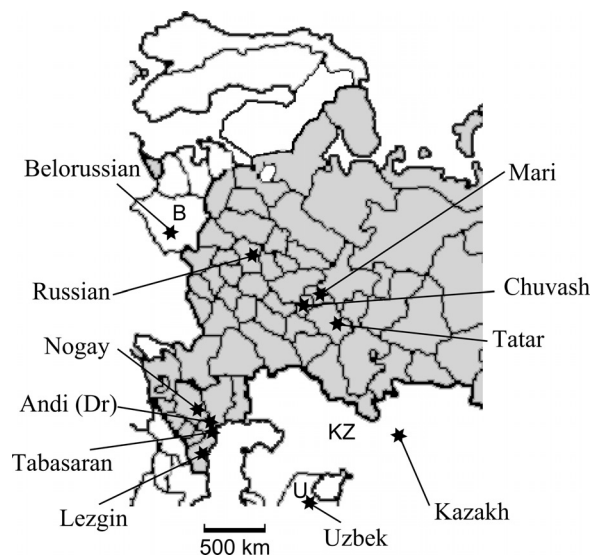 Belorussian
Mari
B
Russian
Chuvash
Tatar
Nogay
Andi (Dr)
KZ
Tabasaran
U
Lezgin
Kazakh
Uzbek
500 km